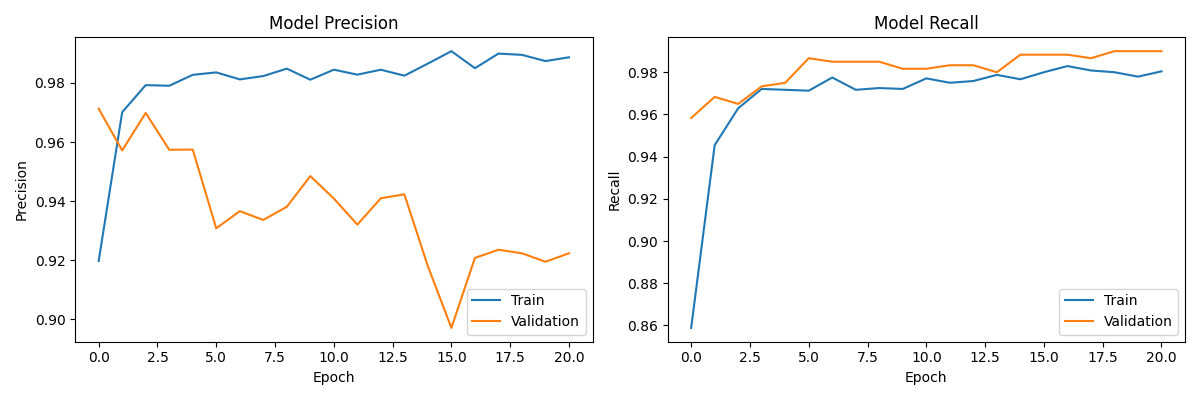 Model Precision
Precision
0.98
0.96
0.94
0.92
0.90
0.0 2.5 5.0 7.5 10.0 12.5 15.0 17.5 20.0
Epoch
Train
Validation
Model Recall
Recall
0.98
0.96
0.94
0.92
0.90
0.88
0.86
0.0 2.5 5.0 7.5 10.0 12.5 15.0 17.5 20.0
Epoch
Train
Validation